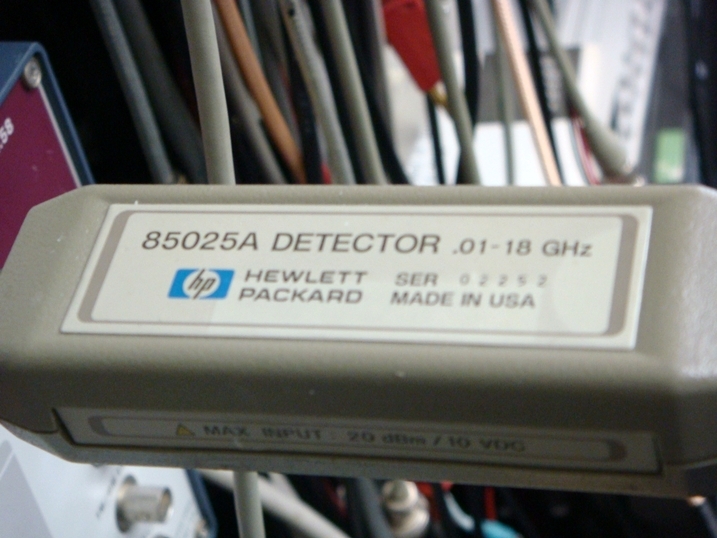 85025A DETECTOR .01-18 GHz
hp HEWLETT PACKARD
SER 02252
MADE IN USA
MAX INPUT: 20 dBm / 10 VDC
58